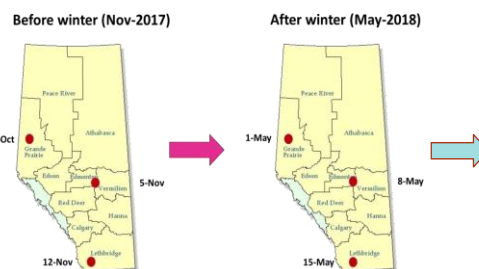 Before winter (Nov-2017)
After winter (May-2018)
Peace River
Athabasca
Oct
Grande
Prairie
Edson
Edmonton
Vermilion
5-Nov
Red Deer
Hanna
Calgary
12-Nov
Lethbridge
Peace River
Athabasca
1-May
Grande
Prairie
Edson
Edmonton
Vermilion
8-May
Red Deer
Hanna
Calgary
15-May
Lethbridge